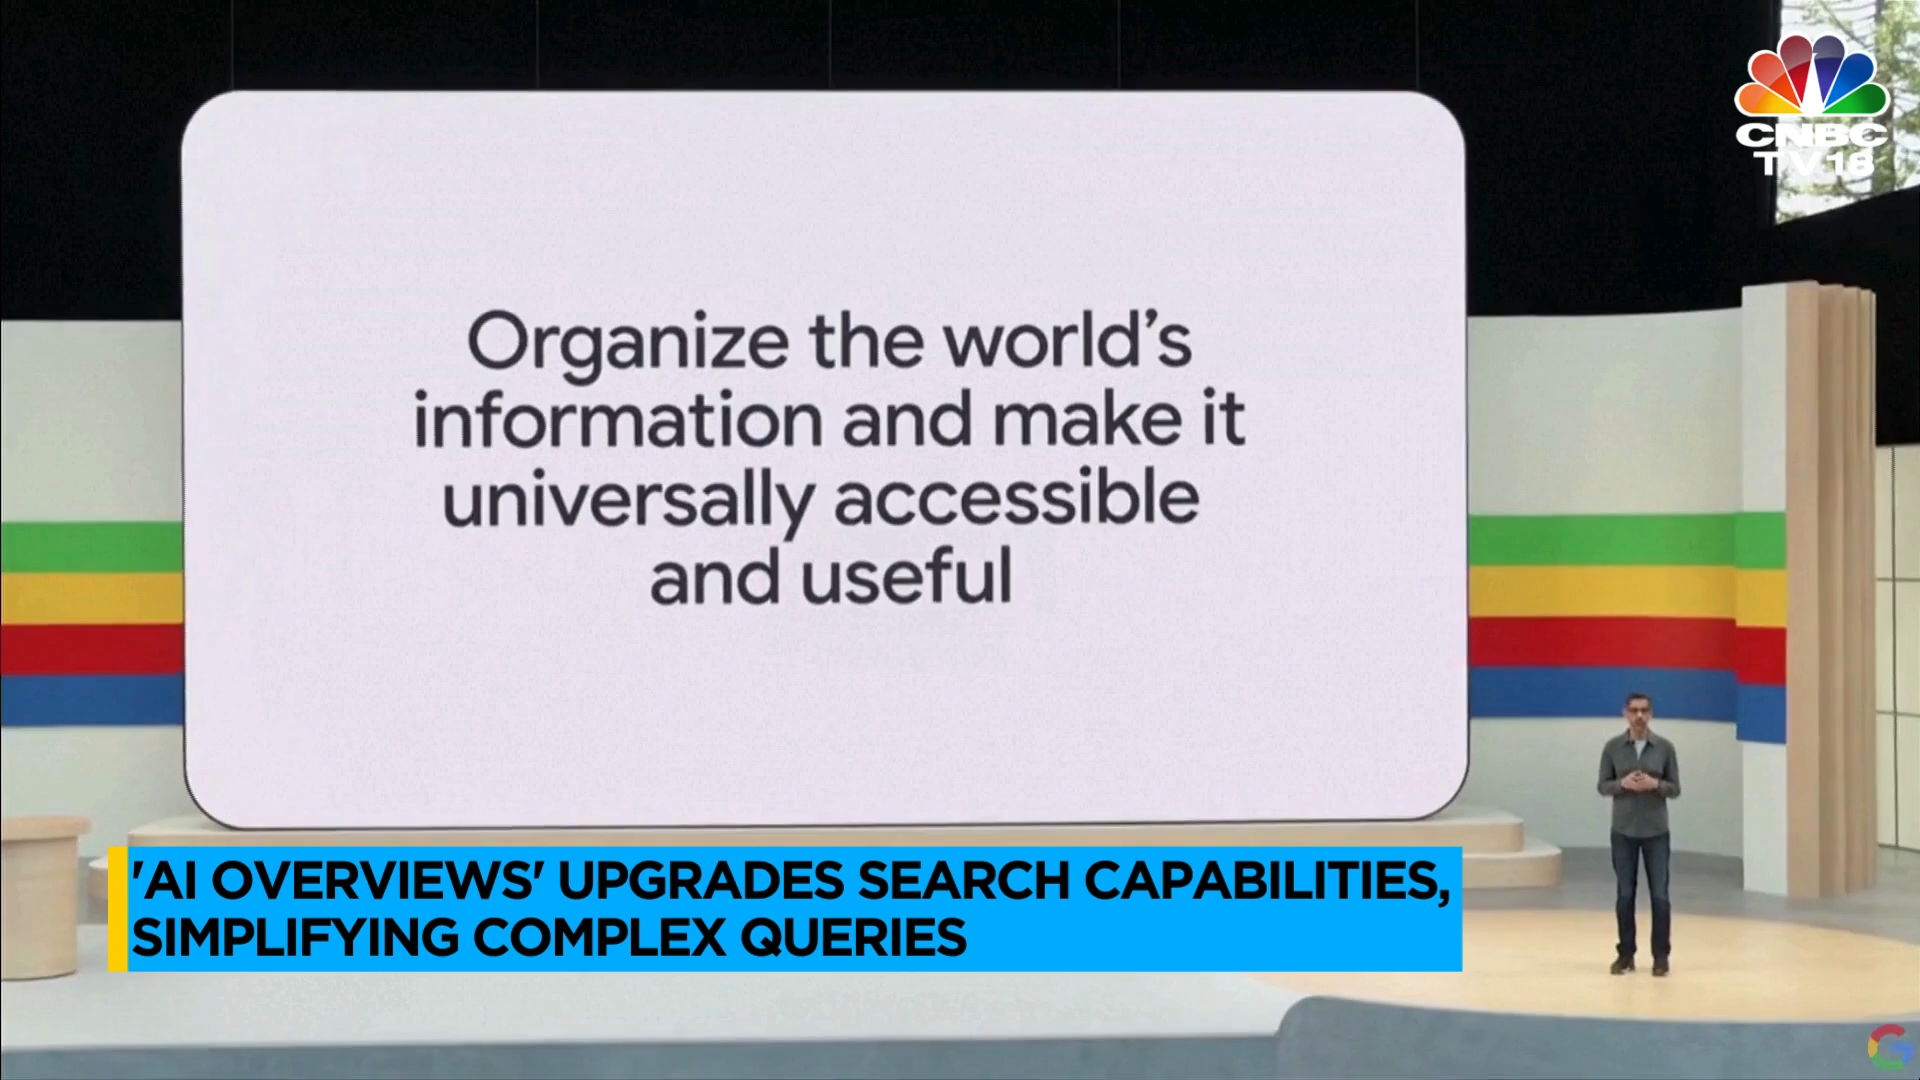 CNBC
TV18
Organize the world's
information and make it
universally accessible
and useful
'AI OVERVIEWS' UPGRADES SEARCH CAPABILITIES,
SIMPLIFYING COMPLEX QUERIES
G